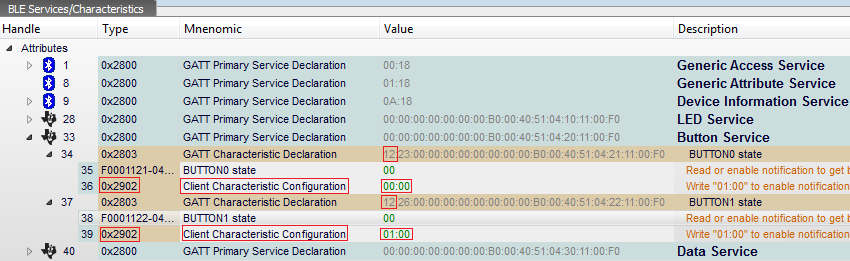 BLE Services/Characteristics
Handle Type Mnenomic Value Description
Attributes
1 0x2800 GATT Primary Service Declaration 00:18 Generic Access Service
8 0x2800 GATT Primary Service Declaration 01:18 Generic Attribute Service
9 0x2800 GATT Primary Service Declaration 0A:18 Device Information Service
28 0x2800 GATT Primary Service Declaration 00:00:00:00:00:00:00:B0:00:40:51:04:10:11:00:F0 LED Service
33 0x2800 GATT Primary Service Declaration 00:00:00:00:00:00:00:B0:00:40:51:04:20:11:00:F0 Button Service
34 0x2803 GATT Characteristic Declaration 12:23:00:00:00:00:00:00:00:00:B0:00:40:51:04:21:11:00:F0 BUTTON0 state
35 F0001121-04... BUTTON0 state 00 Read or enable notification to get b
36 0x2902 Client Characteristic Configuration 00:00 Write "01:00" to enable notification
37 0x2803 GATT Characteristic Declaration 12:26:00:00:00:00:00:00:00:00:B0:00:40:51:04:22:11:00:F0 BUTTON1 state
38 F0001122-04... BUTTON1 state 00 Read or enable notification to get b
39 0x2902 Client Characteristic Configuration 01:00 Write "01:00" to enable notification
40 0x2800 GATT Primary Service Declaration 00:00:00:00:00:00:00:B0:00:40:51:04:30:11:00:F0 Data Service